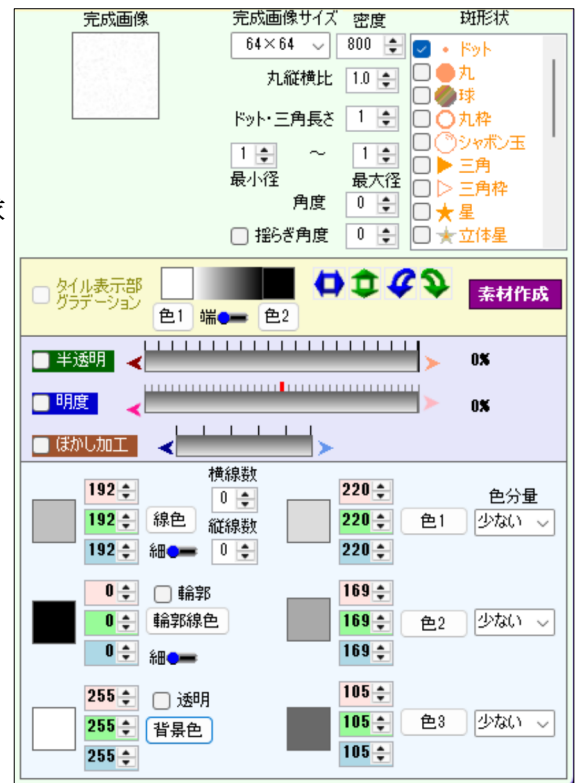 完成画像
完成画像サイズ 密度 斑形状
64×64 800
ドット
丸縦横比 1.0
丸
球
ドット・三角長さ 1
丸枠
シャボン玉
1 ～ 1
三角
最小径 最大径
三角枠
角度 0
星
揺らぎ角度 0
立体星
タイル表示部
グラデーション
色1 端 色2
素材作成
半透明 0%
明度 0%
ぼかし加工
192 横線数 220 色分量
192 線色 0 220 色1 少ない
192 細 縦線数 0 220
0 輪郭 169
0 輪郭線色 169 色2 少ない
0 細 169
255 透明 105
255 背景色 105 色3 少ない
255 105